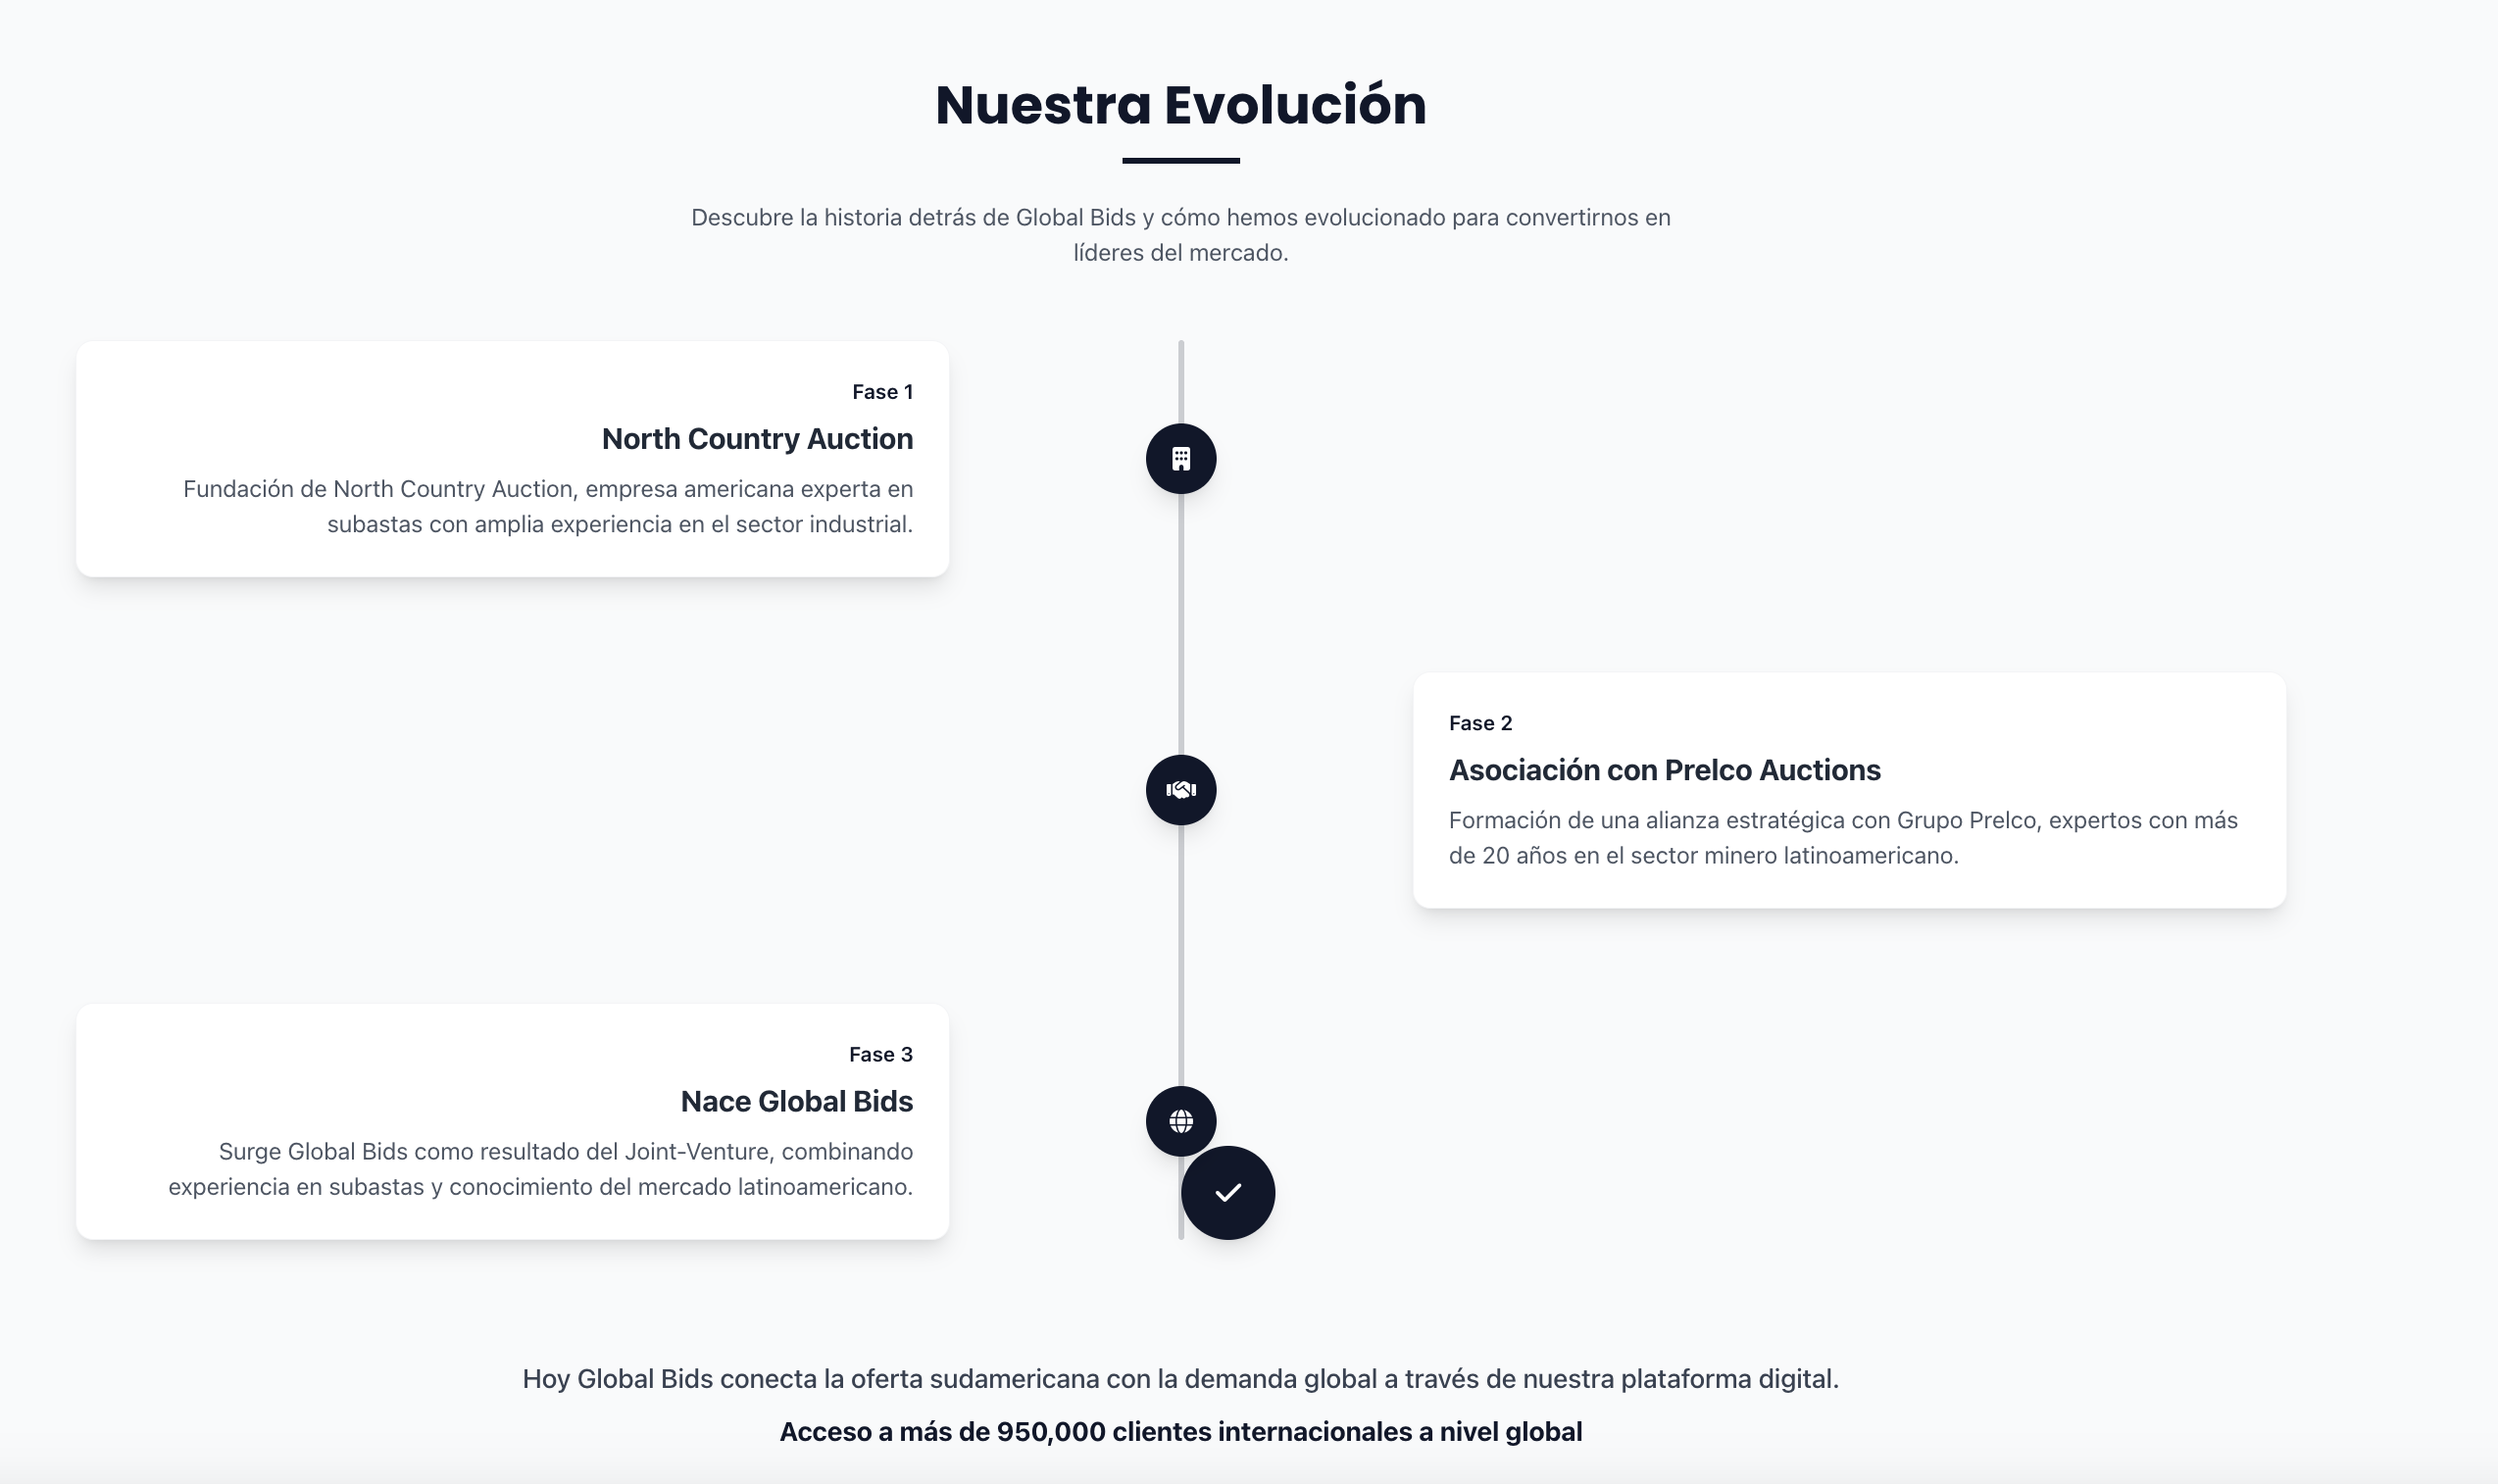 Nuestra Evolución
Descubre la historia detrás de Global Bids y cómo hemos evolucionado para convertirnos en
líderes del mercado.
Fase 1
North Country Auction
Fundación de North Country Auction, empresa americana experta en
subastas con amplia experiencia en el sector industrial.
Fase 2
Asociación con Prelco Auctions
Formación de una alianza estratégica con Grupo Prelco, expertos con más
de 20 años en el sector minero latinoamericano.
Fase 3
Nace Global Bids
Surge Global Bids como resultado del Joint-Venture, combinando
experiencia en subastas y conocimiento del mercado latinoamericano.
Hoy Global Bids conecta la oferta sudamericana con la demanda global a través de nuestra plataforma digital.
Acceso a más de 950,000 clientes internacionales a nivel global